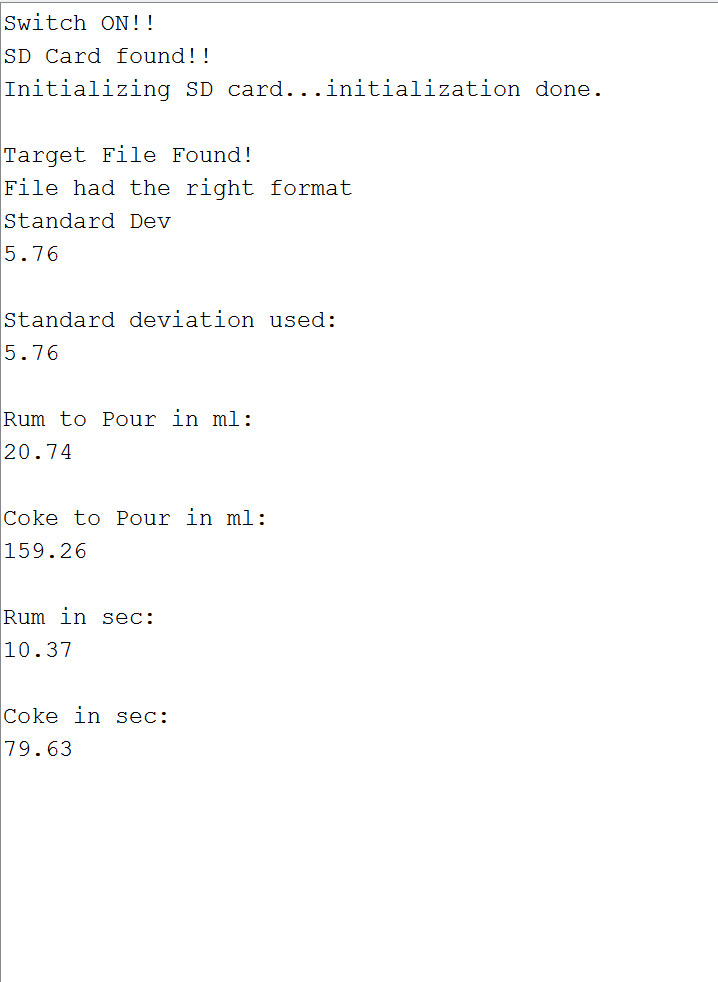 Switch ON!!
SD Card found!!
Initializing SD card...initialization done.
Target File Found!
File had the right format
Standard Dev
5.76
Standard deviation used:
5.76
Rum to Pour in ml:
20.74
Coke to Pour in ml:
159.26
Rum in sec:
10.37
Coke in sec:
79.63